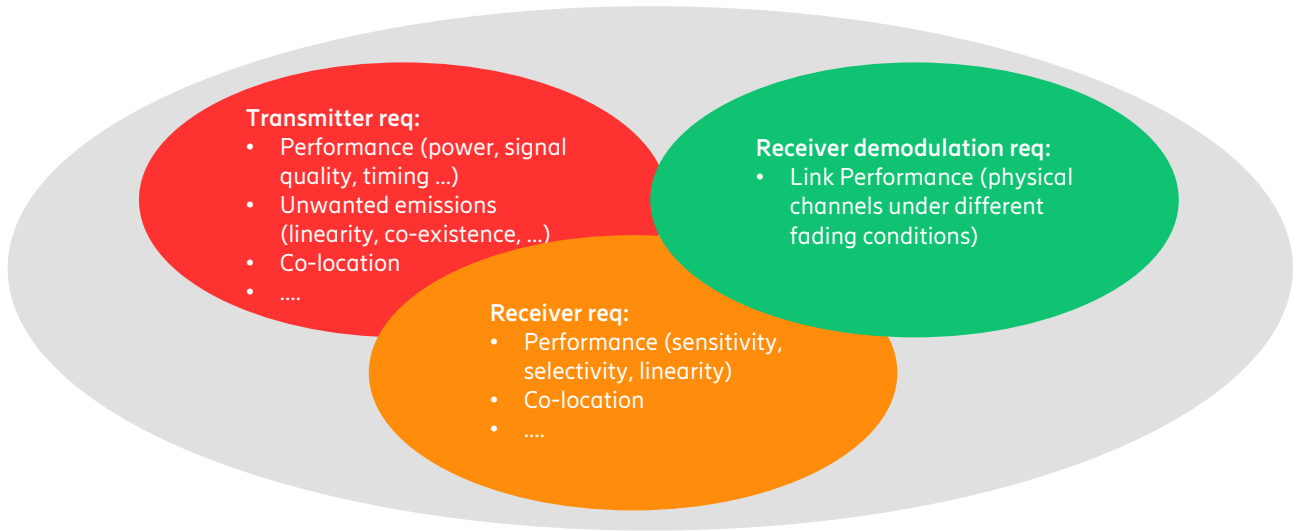 Transmitter req:
• Performance (power, signal
quality, timing ...)
• Unwanted emissions
(linearity, co-existence, ...)
• Co-location
• ....
Receiver demodulation req:
• Link Performance (physical
channels under different
fading conditions)
Receiver req:
• Performance (sensitivity,
selectivity, linearity)
• Co-location
• ....